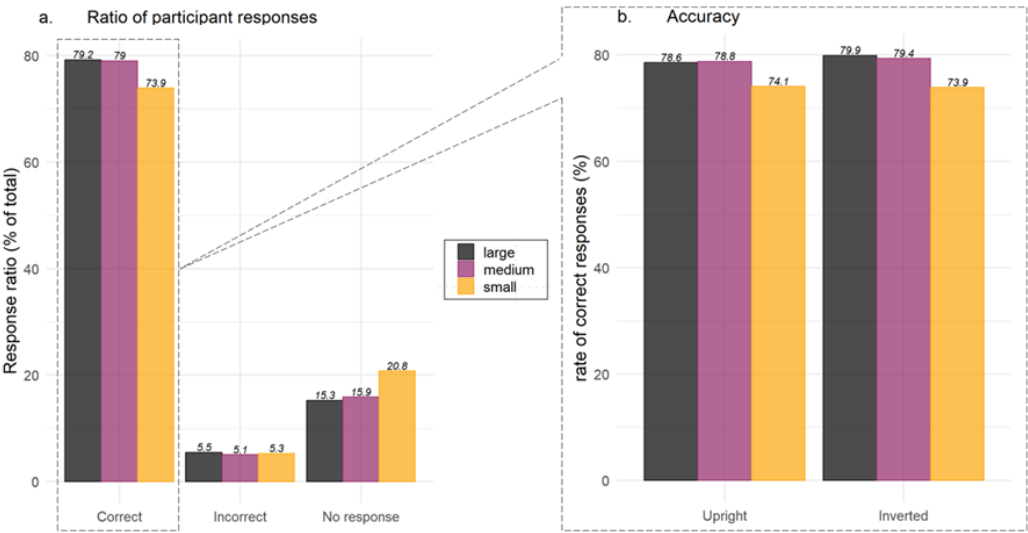 a. Ratio of participant responses
Response ratio (% of total)
80
60
40
20
0
79.2 79 73.9
5.5 5.1 5.3
15.3 15.9 20.8
Correct Incorrect No response
large
medium
small
b. Accuracy
rate of correct responses (%)
80
60
40
20
0
78.6 78.8 74.1
79.9 79.4 73.9
Upright Inverted